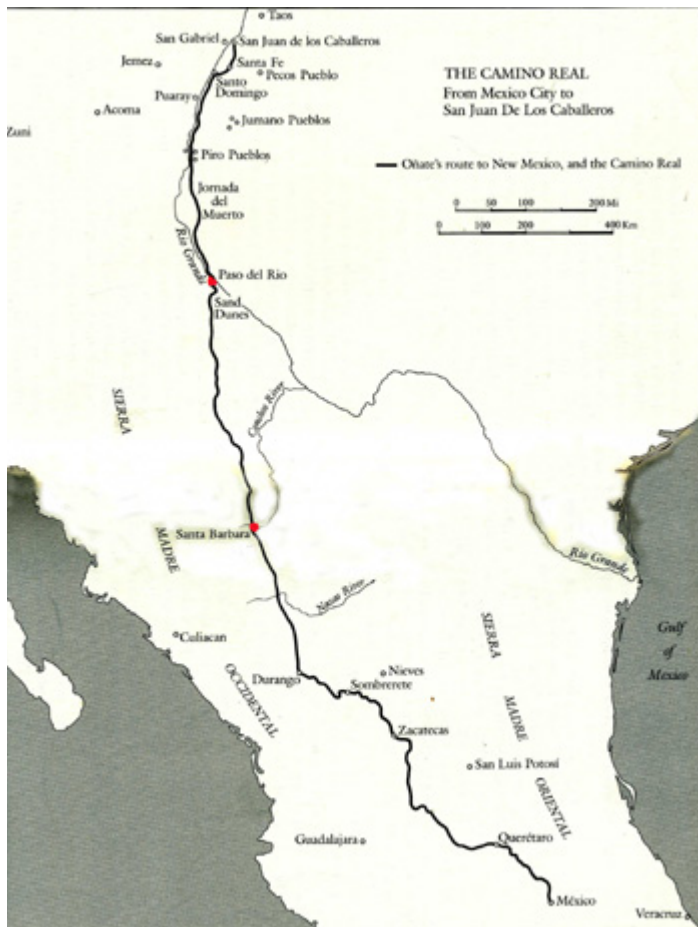 Taos
San Gabriel
San Juan de los Caballeros
Jemez
Santa Fe
Pecos Pueblo
Santo
Domingo
Puaray
Acoma
Jumano Pueblos
Zuni
Piro Pueblos
Jornada
del
Muerto
THE CAMINO REAL
From Mexico City to
San Juan De Los Caballeros
Oñate's route to New Mexico, and the Camino Real
0 50 100 200 Mi
0 100 200 400 Km
Rio Grande
Paso del Rio
Sand
Dunes
SIERRA
River
Santa Barbara
MADRE
Rio Grande
River
Culiacan
SIERRA
Gulf
of
Mexico
OCCIDENTAL
Durango
Nieves
Sombrerete
MADRE
Zacatecas
San Luis Potosí
ORIENTAL
Guadalajara
Querétaro
México
Veracruz